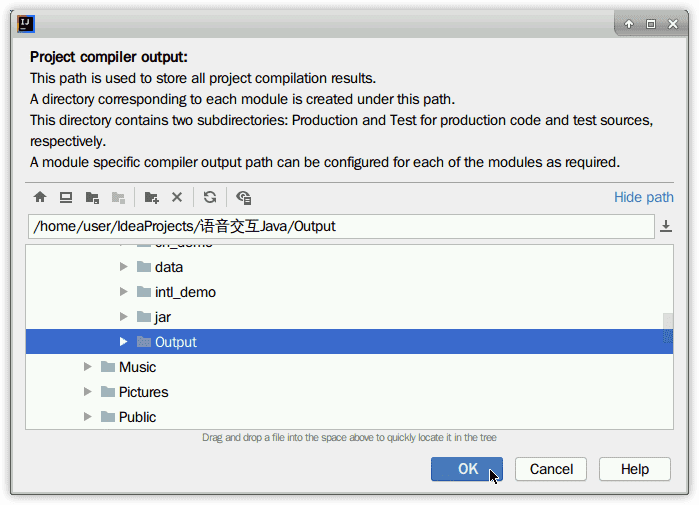 Project compiler output:
This path is used to store all project compilation results.
A directory corresponding to each module is created under this path.
This directory contains two subdirectories: Production and Test for production code and test sources,
respectively.
A module specific compiler output path can be configured for each of the modules as required.
Hide path
/home/user/IdeaProjects/语音交互Java/Output
data
intl_demo
jar
Output
Music
Pictures
Public
Drag and drop a file into the space above to quickly locate it in the tree
OK
Cancel
Help